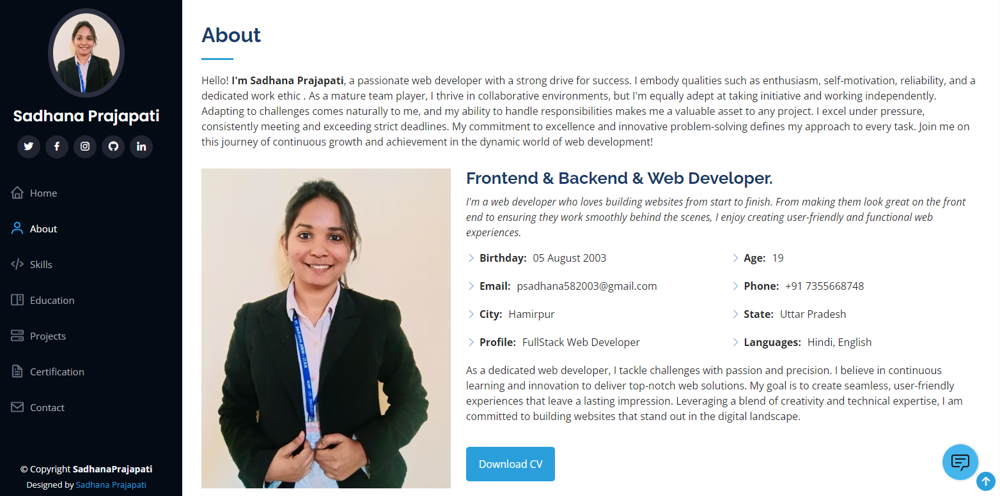 Sadhana Prajapati
Home
About
Skills
Education
Projects
Certification
Contact
© Copyright SadhanaPrajapati
Designed by Sadhana Prajapati
About
Hello! I'm Sadhana Prajapati, a passionate web developer with a strong drive for success. I embody qualities such as enthusiasm, self-motivation, reliability, and a
dedicated work ethic . As a mature team player, I thrive in collaborative environments, but I'm equally adept at taking initiative and working independently.
Adapting to challenges comes naturally to me, and my ability to handle responsibilities makes me a valuable asset to any project. I excel under pressure,
consistently meeting and exceeding strict deadlines. My commitment to excellence and innovative problem-solving defines my approach to every task. Join me on
this journey of continuous growth and achievement in the dynamic world of web development!
Frontend & Backend & Web Developer.
I'm a web developer who loves building websites from start to finish. From making them look great on the front
end to ensuring they work smoothly behind the scenes, I enjoy creating user-friendly and functional web
experiences.
Birthday: 05 August 2003
Age: 19
Email: psadhana582003@gmail.com
Phone: +91 7355668748
City: Hamirpur
State: Uttar Pradesh
Profile: FullStack Web Developer
Languages: Hindi, English
As a dedicated web developer, I tackle challenges with passion and precision. I believe in continuous
learning and innovation to deliver top-notch web solutions. My goal is to create seamless, user-friendly
experiences that leave a lasting impression. Leveraging a blend of creativity and technical expertise, I am
committed to building websites that stand out in the digital landscape.
Download CV